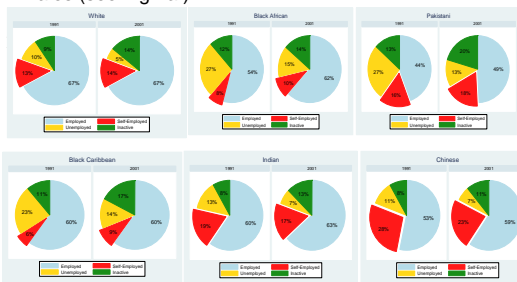 White
1991
2001
9%
10%
13%
67%
14%
5%
14%
67%
Employed
Self-Employed
Unemployed
Inactive
Black African
1991
2001
12%
27%
54%
14%
15%
10%
62%
Employed
Self-Employed
Unemployed
Inactive
Pakistani
1991
2001
13%
27%
16%
44%
20%
13%
18%
49%
Employed
Self-Employed
Unemployed
Inactive
Black Caribbean
1991
2001
11%
23%
6%
60%
17%
14%
9%
60%
Employed
Self-Employed
Unemployed
Inactive
Indian
1991
2001
13%
18%
60%
7%
17%
63%
Employed
Self-Employed
Unemployed
Inactive
Chinese
1991
2001
8%
11%
28%
53%
11%
7%
23%
59%
Employed
Self-Employed
Unemployed
Inactive